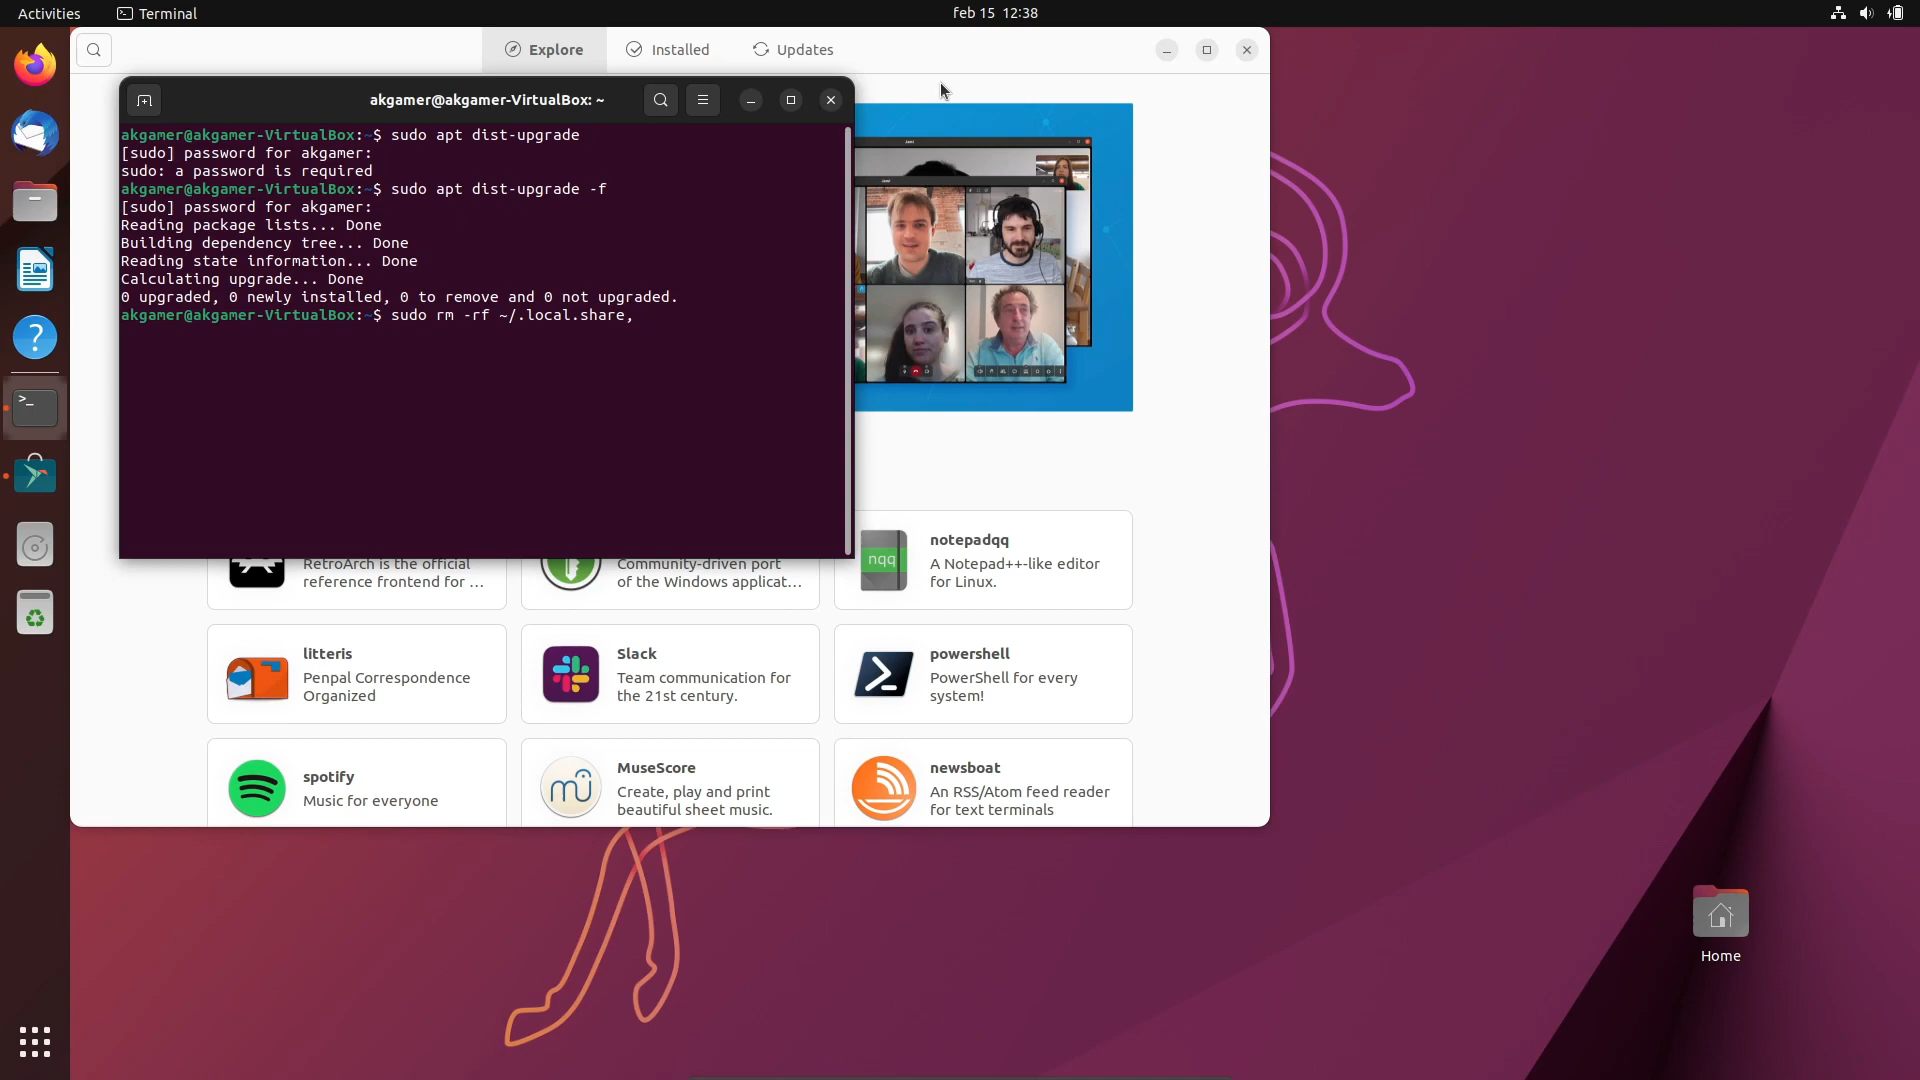 Activities
Terminal
feb 15 12:38
Explore
Installed
Updates
akgamer@akgamer-VirtualBox: ~
akgamer@akgamer-VirtualBox:~$ sudo apt dist-upgrade
[sudo] password for akgamer:
sudo: a password is required
akgamer@akgamer-VirtualBox:~$ sudo apt dist-upgrade -f
[sudo] password for akgamer:
Reading package lists... Done
Building dependency tree... Done
Reading state information... Done
Calculating upgrade... Done
0 upgraded, 0 newly installed, 0 to remove and 0 not upgraded.
akgamer@akgamer-VirtualBox:~$ sudo rm -rf ~/.local.share,
RetroArch is the official
reference frontend for ...
Community-driven port
of the Windows applicat...
nqq
notepadqq
A Notepad++-like editor
for Linux.
litteris
Penpal Correspondence
Organized
Slack
Team communication for
the 21st century.
powershell
PowerShell for every
system!
spotify
Music for everyone
MuseScore
Create, play and print
beautiful sheet music.
newsboat
An RSS/Atom feed reader
for text terminals
Home